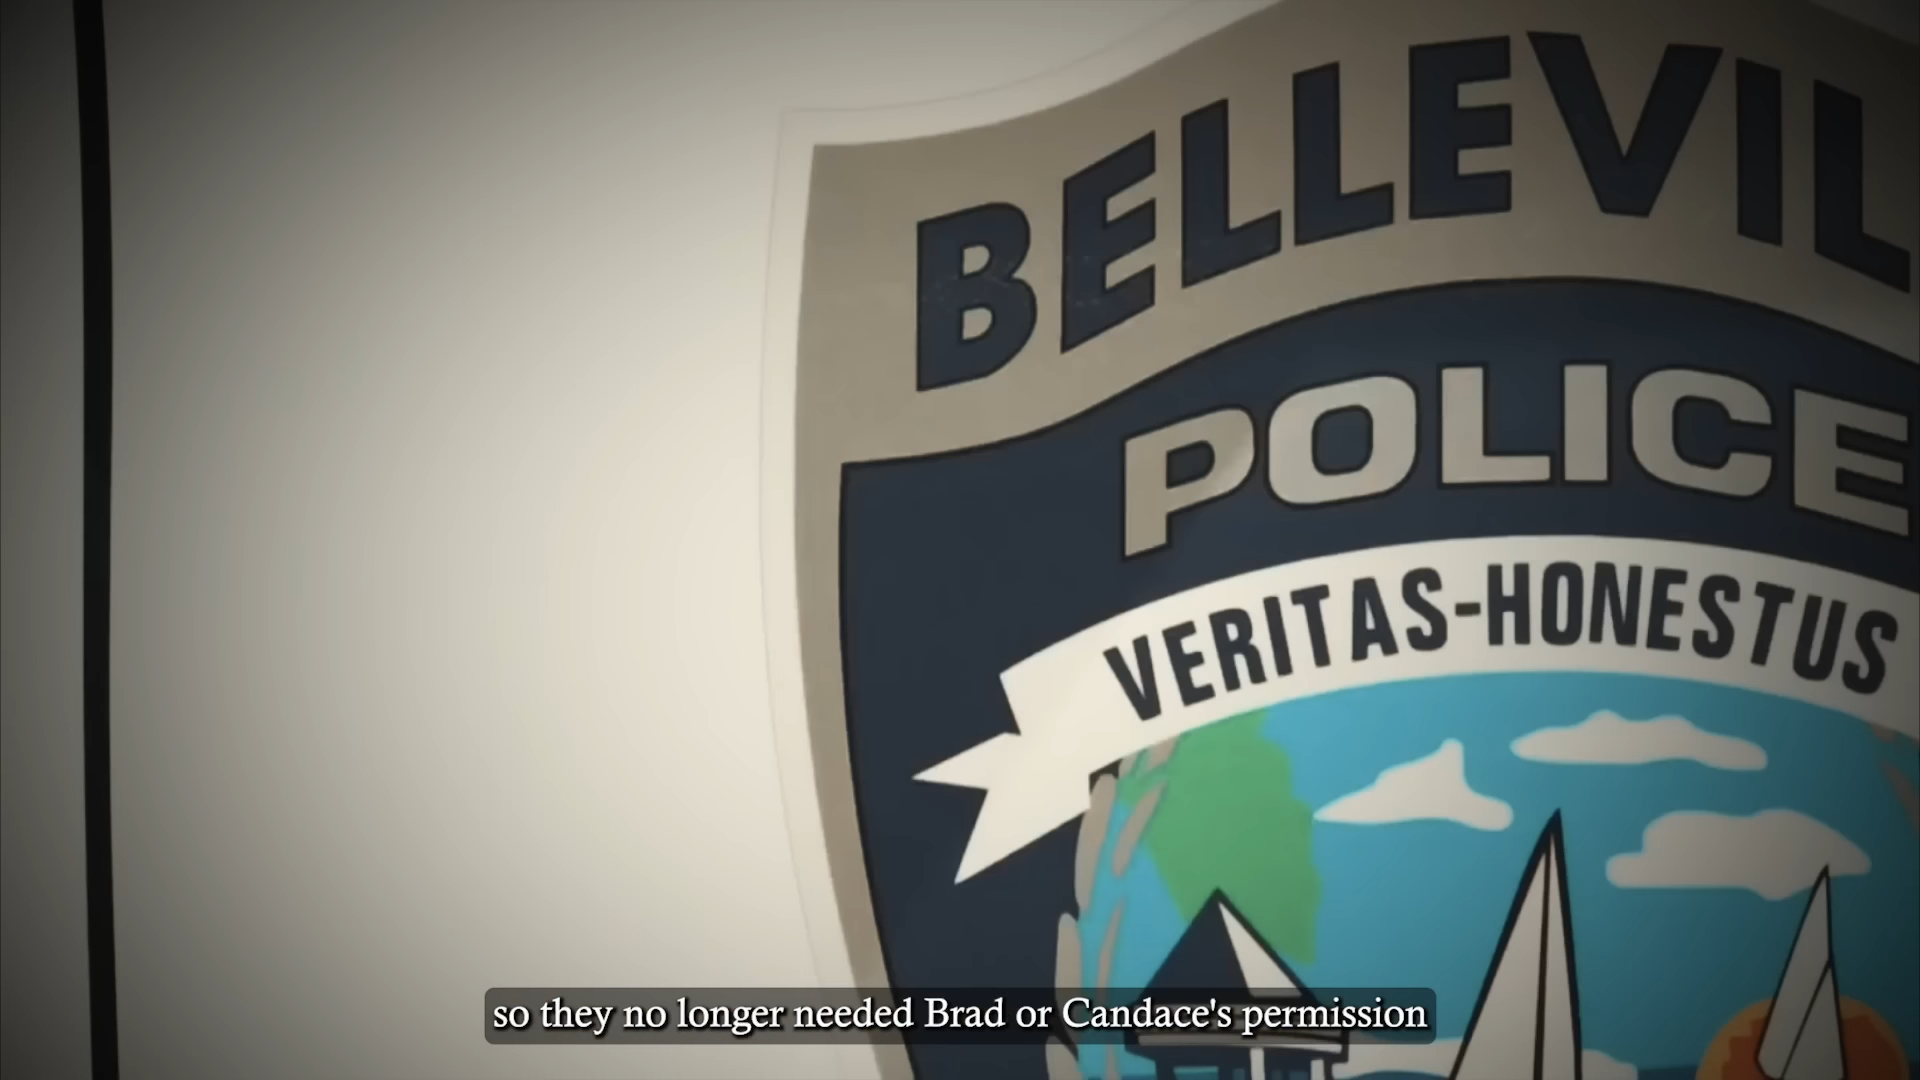 BELLEVIL
POLICE
VERITAS-HONESTUS
so they no longer needed Brad or Candace's permission